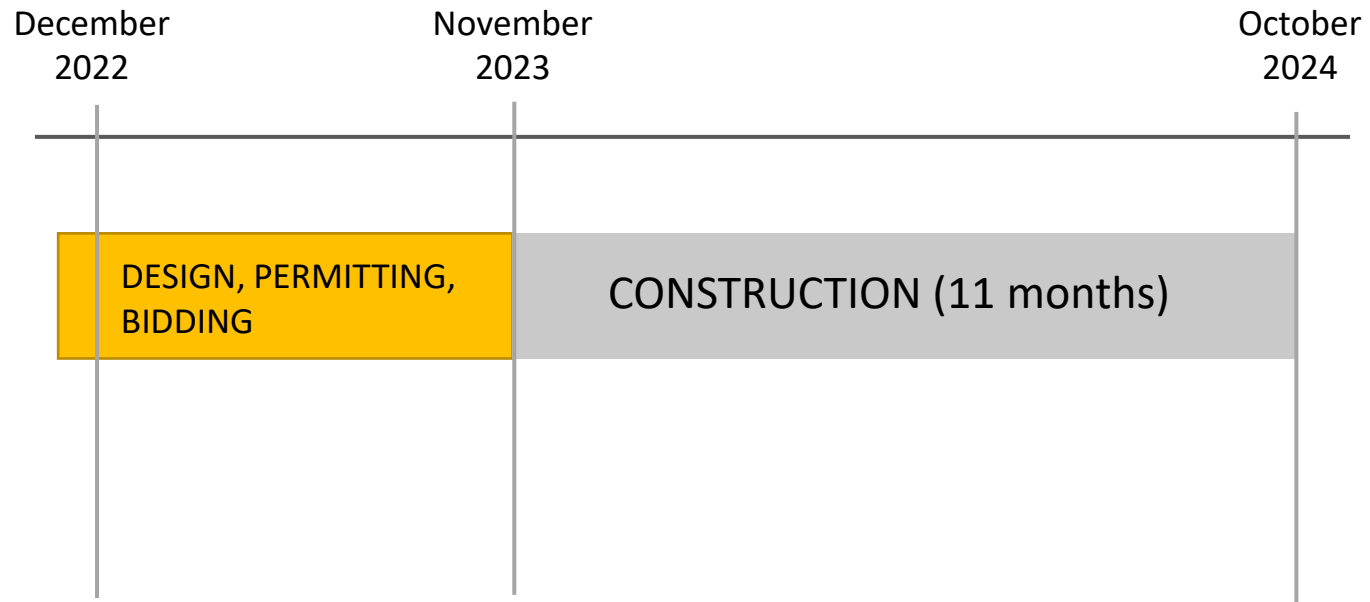 December
2022
November
2023
October
2024
DESIGN, PERMITTING,
BIDDING
CONSTRUCTION (11 months)